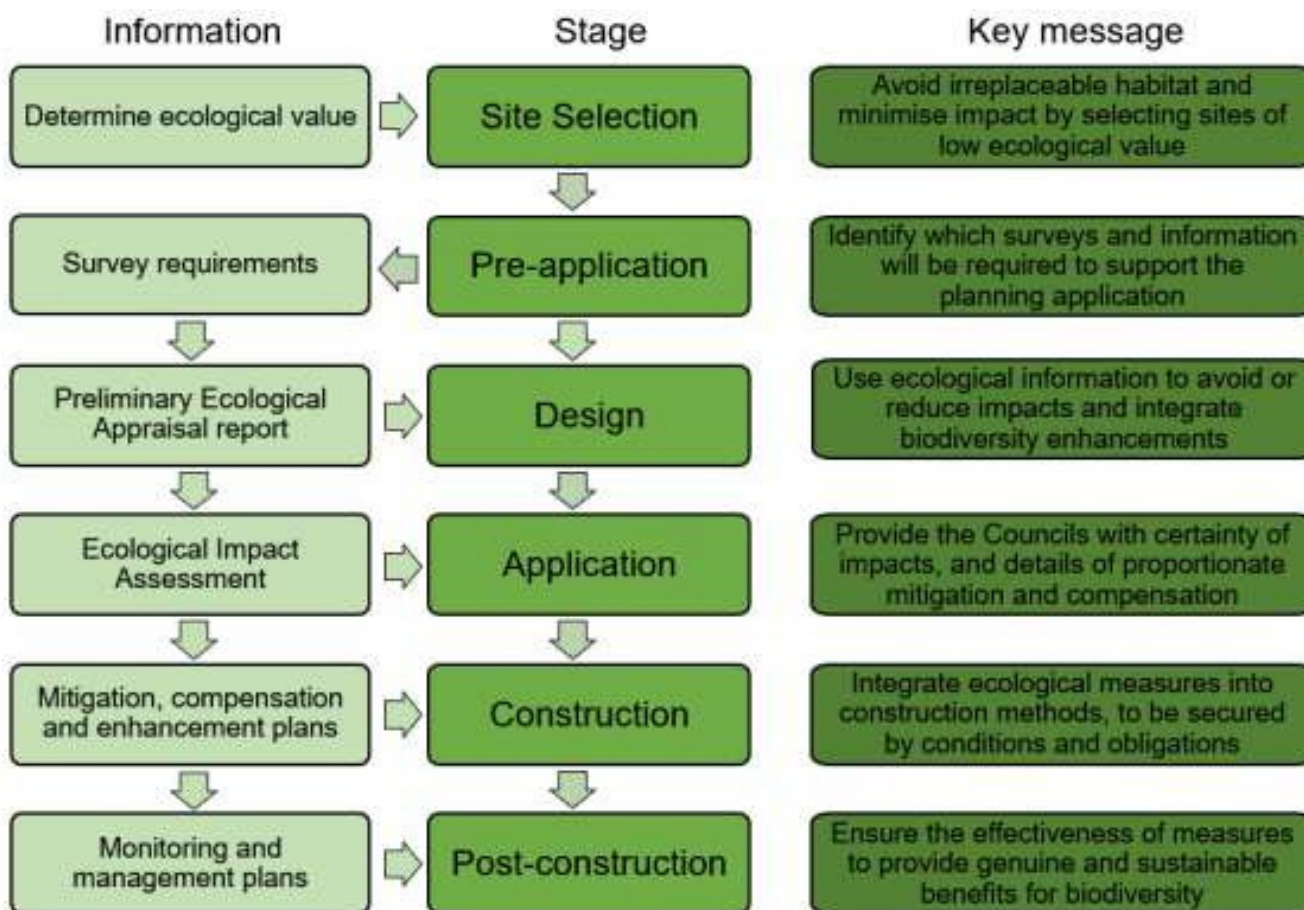 Information
Stage
Key message
Determine ecological value
Site Selection
Avoid irreplaceable habitat and
minimise impact by selecting sites of
low ecological value
Survey requirements
Pre-application
Identify which surveys and information
will be required to support the
planning application
Preliminary Ecological
Appraisal report
Design
Use ecological information to avoid or
reduce impacts and integrate
biodiversity enhancements
Ecological Impact
Assessment
Application
Provide the Councils with certainty of
impacts, and details of proportionate
mitigation and compensation
Mitigation, compensation
and enhancement plans
Construction
Integrate ecological measures into
construction methods, to be secured
by conditions and obligations
Monitoring and
management plans
Post-construction
Ensure the effectiveness of measures
to provide genuine and sustainable
benefits for biodiversity